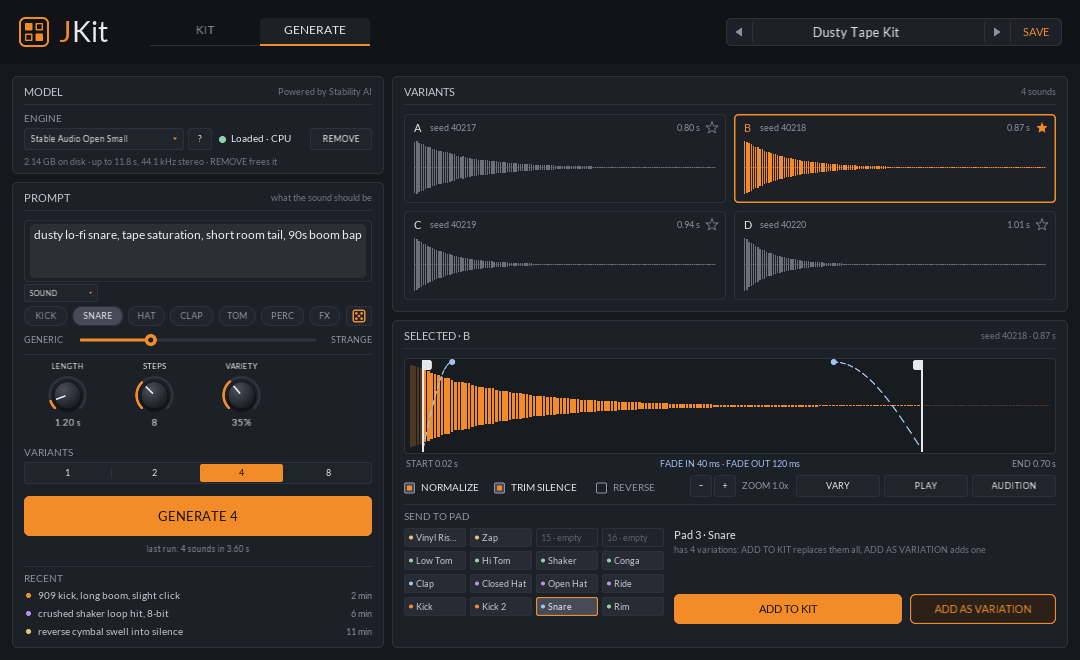 JKit
KIT
GENERATE
Dusty Tape Kit
SAVE
MODEL
Powered by Stability AI
ENGINE
Stable Audio Open Small
?
Loaded · CPU
REMOVE
2.14 GB on disk · up to 11.8 s, 44.1 kHz stereo · REMOVE frees it
PROMPT
what the sound should be
dusty lo-fi snare, tape saturation, short room tail, 90s boom bap
SOUND
KICK
SNARE
HAT
CLAP
TOM
PERC
FX
GENERIC
STRANGE
LENGTH
STEPS
VARIETY
1.20 s
8
35%
VARIANTS
1
2
4
8
GENERATE 4
last run: 4 sounds in 3.60 s
RECENT
909 kick, long boom, slight click
2 min
crushed shaker loop hit, 8-bit
6 min
reverse cymbal swell into silence
11 min
VARIANTS
4 sounds
A seed 40217
0.80 s
B seed 40218
0.87 s
C seed 40219
0.94 s
D seed 40220
1.01 s
SELECTED · B
seed 40218 · 0.87 s
START 0.02 s
FADE IN 40 ms · FADE OUT 120 ms
END 0.70 s
NORMALIZE
TRIM SILENCE
REVERSE
−
+
ZOOM 1.0x
VARY
PLAY
AUDITION
SEND TO PAD
Vinyl Ris...
Zap
15 · empty
16 · empty
Low Tom
Hi Tom
Shaker
Conga
Clap
Closed Hat
Open Hat
Ride
Kick
Kick 2
Snare
Rim
Pad 3 · Snare
has 4 variations: ADD TO KIT replaces them all, ADD AS VARIATION adds one
ADD TO KIT
ADD AS VARIATION